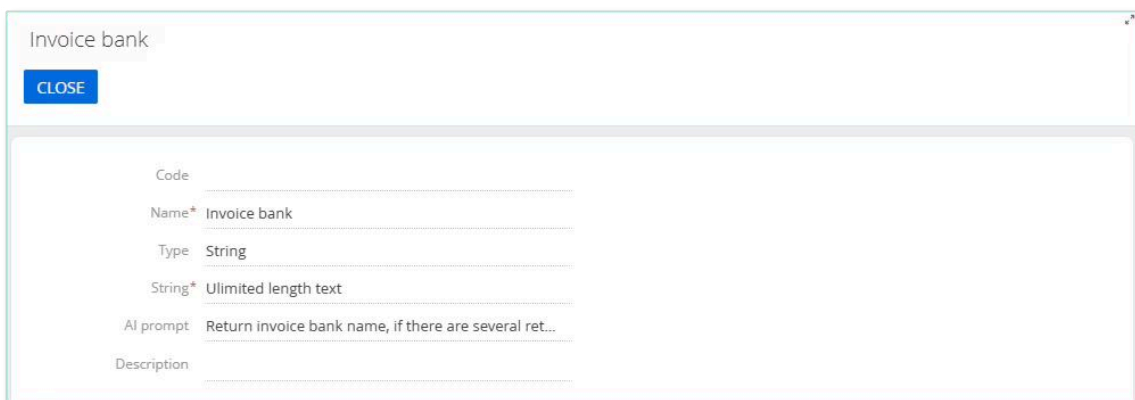 Invoice bank
CLOSE
Code
Name* Invoice bank
Type String
String* Ulimited length text
AI prompt Return invoice bank name, if there are several ret...
Description